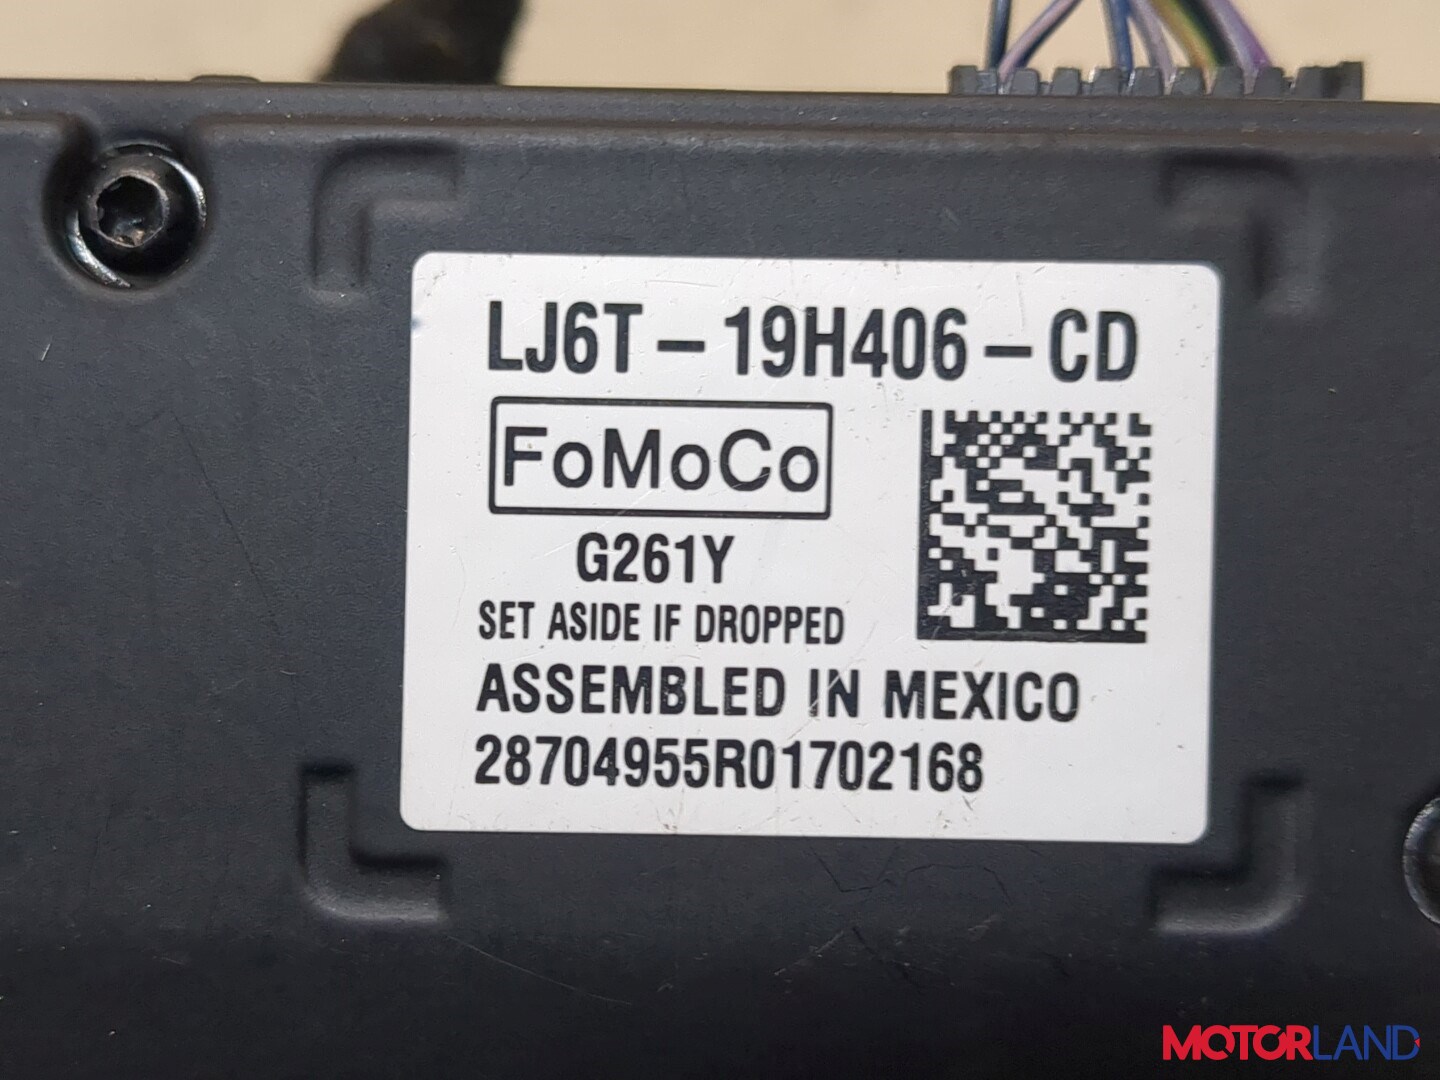 LJ6T-19H406-CD
FoMoCo
G261Y
SET ASIDE IF DROPPED
ASSEMBLED IN MEXICO
28704955R01702168
MOTORLAND